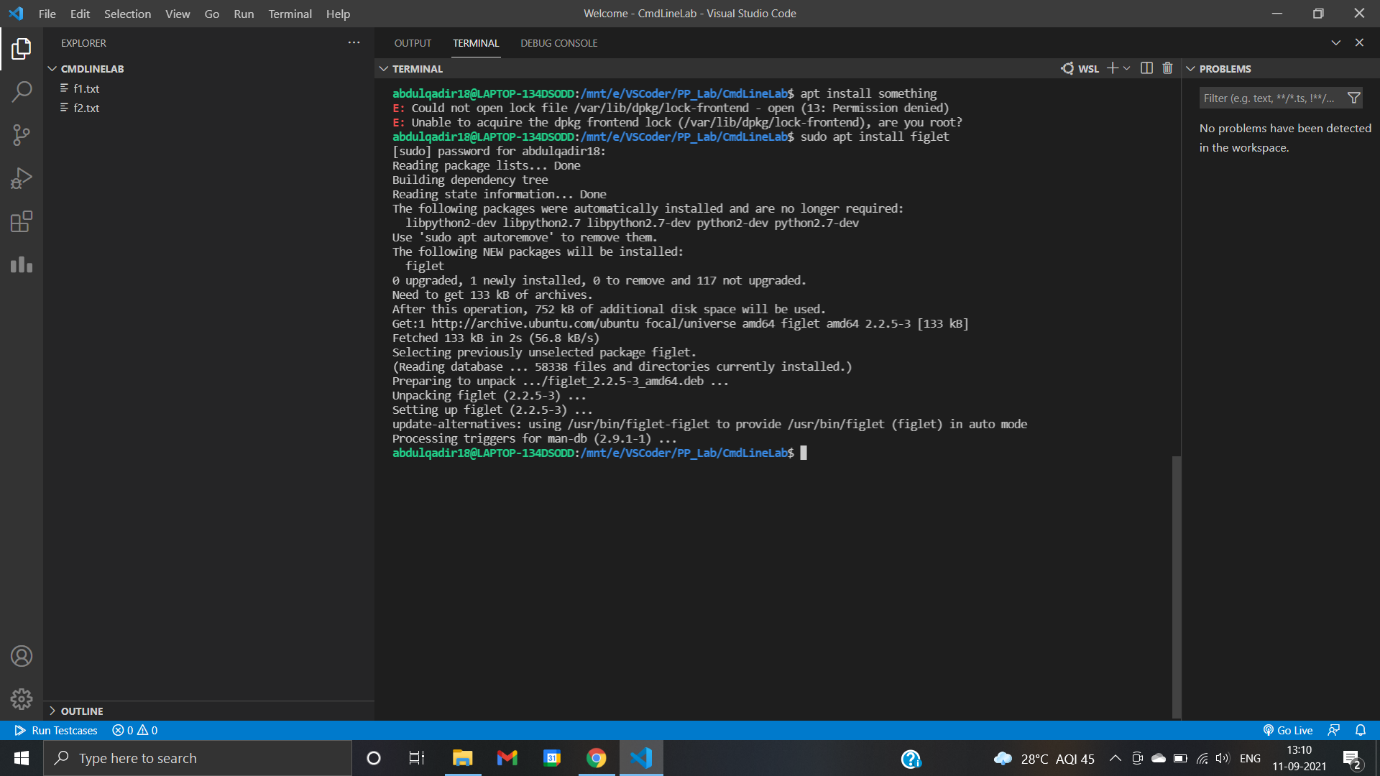 File Edit Selection View Go Run Terminal Help
Welcome - CmdLineLab - Visual Studio Code
EXPLORER
CMDLINELAB
f1.txt
f2.txt
OUTLINE
OUTPUT TERMINAL DEBUG CONSOLE
TERMINAL
WSL
abdulqadir18@LAPTOP-134DSODD:/mnt/e/VSCoder/PP_Lab/CmdLineLab$ apt install something
E: Could not open lock file /var/lib/dpkg/lock-frontend - open (13: Permission denied)
E: Unable to acquire the dpkg frontend lock (/var/lib/dpkg/lock-frontend), are you root?
abdulqadir18@LAPTOP-134DSODD:/mnt/e/VSCoder/PP_Lab/CmdLineLab$ sudo apt install figlet
[sudo] password for abdulqadir18:
Reading package lists... Done
Building dependency tree
Reading state information... Done
The following packages were automatically installed and are no longer required:
  libpython2-dev libpython2.7 libpython2.7-dev python2-dev python2.7-dev
Use 'sudo apt autoremove' to remove them.
The following NEW packages will be installed:
  figlet
0 upgraded, 1 newly installed, 0 to remove and 117 not upgraded.
Need to get 133 kB of archives.
After this operation, 752 kB of additional disk space will be used.
Get:1 http://archive.ubuntu.com/ubuntu focal/universe amd64 figlet amd64 2.2.5-3 [133 kB]
Fetched 133 kB in 2s (56.8 kB/s)
Selecting previously unselected package figlet.
(Reading database ... 58338 files and directories currently installed.)
Preparing to unpack .../figlet_2.2.5-3_amd64.deb ...
Unpacking figlet (2.2.5-3) ...
Setting up figlet (2.2.5-3) ...
update-alternatives: using /usr/bin/figlet-figlet to provide /usr/bin/figlet (figlet) in auto mode
Processing triggers for man-db (2.9.1-1) ...
abdulqadir18@LAPTOP-134DSODD:/mnt/e/VSCoder/PP_Lab/CmdLineLab$
PROBLEMS
Filter (e.g. text, **/*.ts, !**/...
No problems have been detected
in the workspace.
Run Testcases 0 0
Go Live
Type here to search
31
28°C AQI 45
ENG
13:10
11-09-2021
2